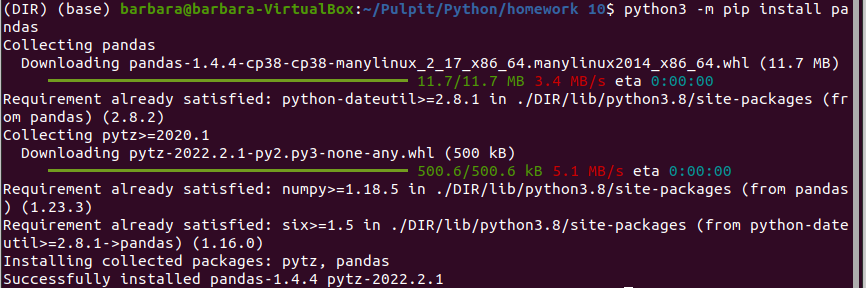 (DIR) (base) barbara@barbara-VirtualBox:~/Pulpit/Python/homework 10$ python3 -m pip install pa
ndas
Collecting pandas
  Downloading pandas-1.4.4-cp38-cp38-manylinux_2_17_x86_64.manylinux2014_x86_64.whl (11.7 MB)
11.7/11.7 MB 3.4 MB/s eta 0:00:00
Requirement already satisfied: python-dateutil>=2.8.1 in ./DIR/lib/python3.8/site-packages (fr
om pandas) (2.8.2)
Collecting pytz>=2020.1
  Downloading pytz-2022.2.1-py2.py3-none-any.whl (500 kB)
500.6/500.6 kB 5.1 MB/s eta 0:00:00
Requirement already satisfied: numpy>=1.18.5 in ./DIR/lib/python3.8/site-packages (from pandas
) (1.23.3)
Requirement already satisfied: six>=1.5 in ./DIR/lib/python3.8/site-packages (from python-date
util>=2.8.1->pandas) (1.16.0)
Installing collected packages: pytz, pandas
Successfully installed pandas-1.4.4 pytz-2022.2.1